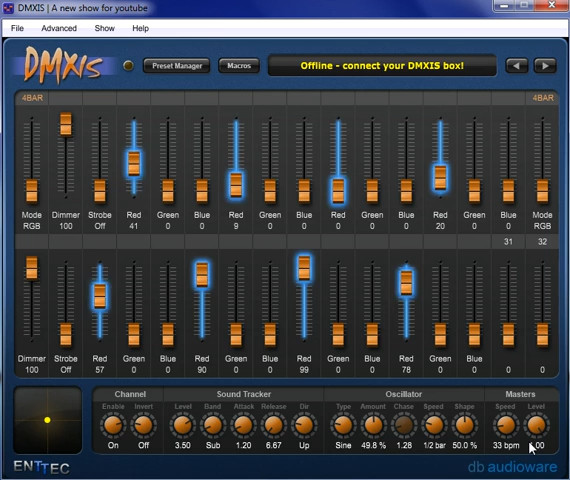 DMXIS | A new show for youtube
File Advanced Show Help
DMXIS Preset Manager Macros Offline - connect your DMXIS box!
4BAR 4BAR
Mode Dimmer Strobe Red Green Blue Red Green Blue Red Green Blue Red Green Blue Mode
RGB 100 Off 41 0 0 9 0 0 0 0 0 20 0 0 RGB
31 32
Dimmer Strobe Red Green Blue Red Green Blue Red Green Blue Red Green Blue
100 Off 57 0 0 90 0 0 99 0 0 78 0 0 0 0
Channel Sound Tracker Oscillator Masters
Enable Invert Level Band Attack Release Dir Type Amount Chase Speed Shape Speed Level
On Off 3.50 Sub 1.20 6.67 Up Sine 49.8 % 1.28 1/2 bar 50.0 % 33 bpm
ENTTEC db audioware